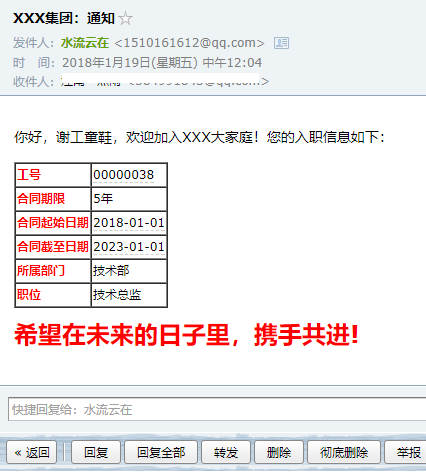 XXX集团：通知☆
发件人：水流云在 <1510161612@qq.com>
时 间：2018年1月19日(星期五) 中午12:04
收件人：
你好，谢工童鞋，欢迎加入XXX大家庭！您的入职信息如下：
工号 00000038
合同期限 5年
合同起始日期 2018-01-01
合同截至日期 2023-01-01
所属部门 技术部
职位 技术总监
希望在未来的日子里，携手共进!
快捷回复给：水流云在
« 返回 回复 回复全部 转发 删除 彻底删除 举报